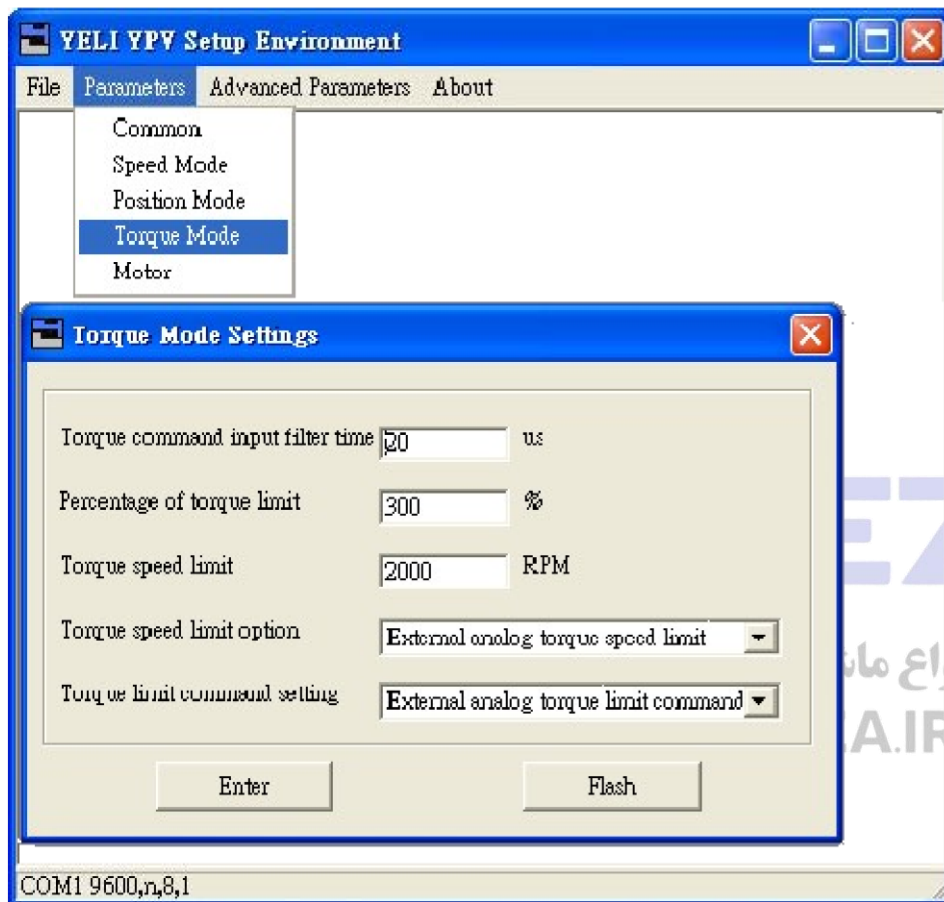 YELI YPV Setup Environment
File Parameters Advanced Parameters About
Common
Speed Mode
Position Mode
Torque Mode
Motor
Torque Mode Settings
Torque command input filter time 20 us
Percentage of torque limit 300 %
Torque speed limit 2000 RPM
Torque speed limit option External analog torque speed limit
Torque limit command setting External analog torque limit command
Enter Flash
COM1 9600,n,8,1
EZ
A.IR